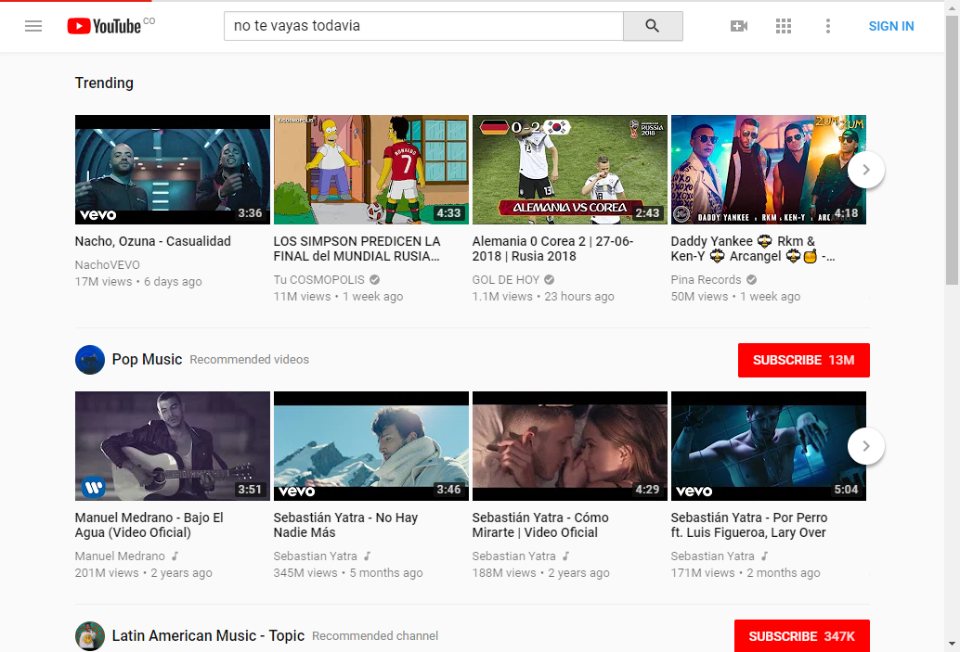 YouTube CO
no te vayas todavia
SIGN IN
Trending
vevo
3:36
COSMOPOLIS
RONALDO
7
4:33
0-2
RUSSIA
2018
13
ALEMANIA VS COREA
2:43
ZUM ZUM
XOXO
DADDY YANKEE RKM & KEN-Y ARC
4:18
Nacho, Ozuna - Casualidad
NachoVEVO
17M views • 6 days ago
LOS SIMPSON PREDICEN LA
FINAL del MUNDIAL RUSIA...
Tu COSMOPOLIS
11M views • 1 week ago
Alemania 0 Corea 2 | 27-06-
2018 | Rusia 2018
GOL DE HOY
1.1M views • 23 hours ago
Daddy Yankee 🥁 Rkm &
Ken-Y 🥁 Arcangel 🥁🍯 -...
Pina Records
50M views • 1 week ago
Pop Music Recommended videos
SUBSCRIBE 13M
3:51
vevo
3:46
4:29
vevo
5:04
Manuel Medrano - Bajo El
Agua (Video Oficial)
Manuel Medrano
201M views • 2 years ago
Sebastián Yatra - No Hay
Nadie Más
Sebastian Yatra
345M views • 5 months ago
Sebastián Yatra - Cómo
Mirarte | Video Oficial
Sebastian Yatra
188M views • 2 years ago
Sebastián Yatra - Por Perro
ft. Luis Figueroa, Lary Over
Sebastian Yatra
171M views • 2 months ago
Latin American Music - Topic Recommended channel
SUBSCRIBE 347K